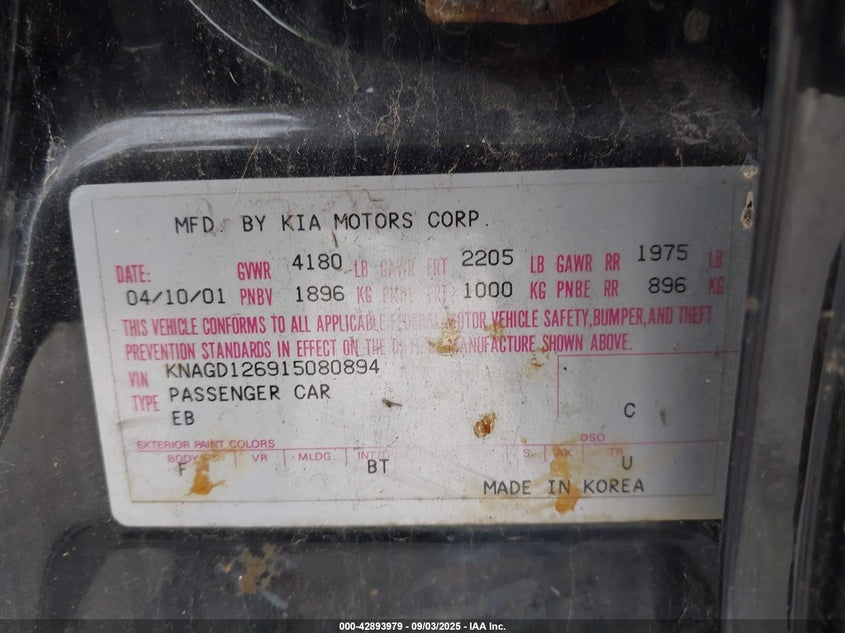 MFD. BY KIA MOTORS CORP.
DATE: GVWR 4180 LB GAWR FRT 2205 LB GAWR RR 1975 LB
04/10/01 PNBV 1896 KG PNBE FRT 1000 KG PNBE RR 896 KG
THIS VEHICLE CONFORMS TO ALL APPLICABLE FEDERAL MOTOR VEHICLE SAFETY, BUMPER, AND THEFT
PREVENTION STANDARDS IN EFFECT ON THE DATE OF MANUFACTURE SHOWN ABOVE.
VIN KNAGD126915080894
TYPE PASSENGER CAR
EB C
EXTERIOR PAINT COLORS DSO
BODY VR MLDG. INT S. AX TR
F BT U
MADE IN KOREA
000-42893979 - 09/03/2025 - IAA Inc.